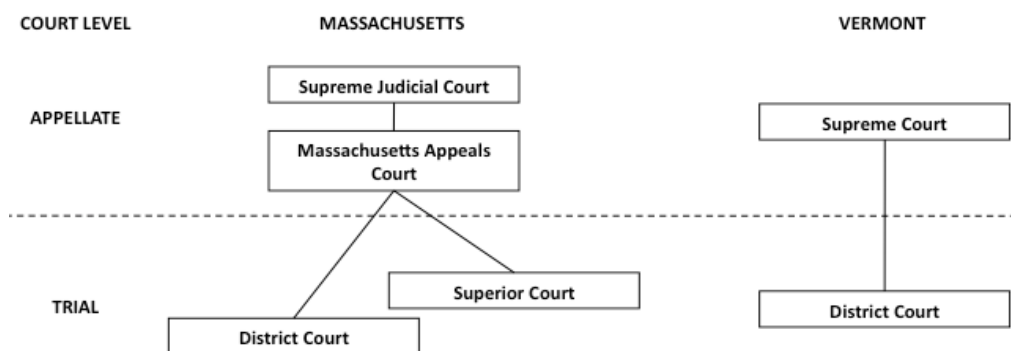 COURT LEVEL MASSACHUSETTS VERMONT
Supreme Judicial Court
APPELLATE Supreme Court
Massachusetts Appeals
Court
Superior Court
TRIAL District Court
District Court